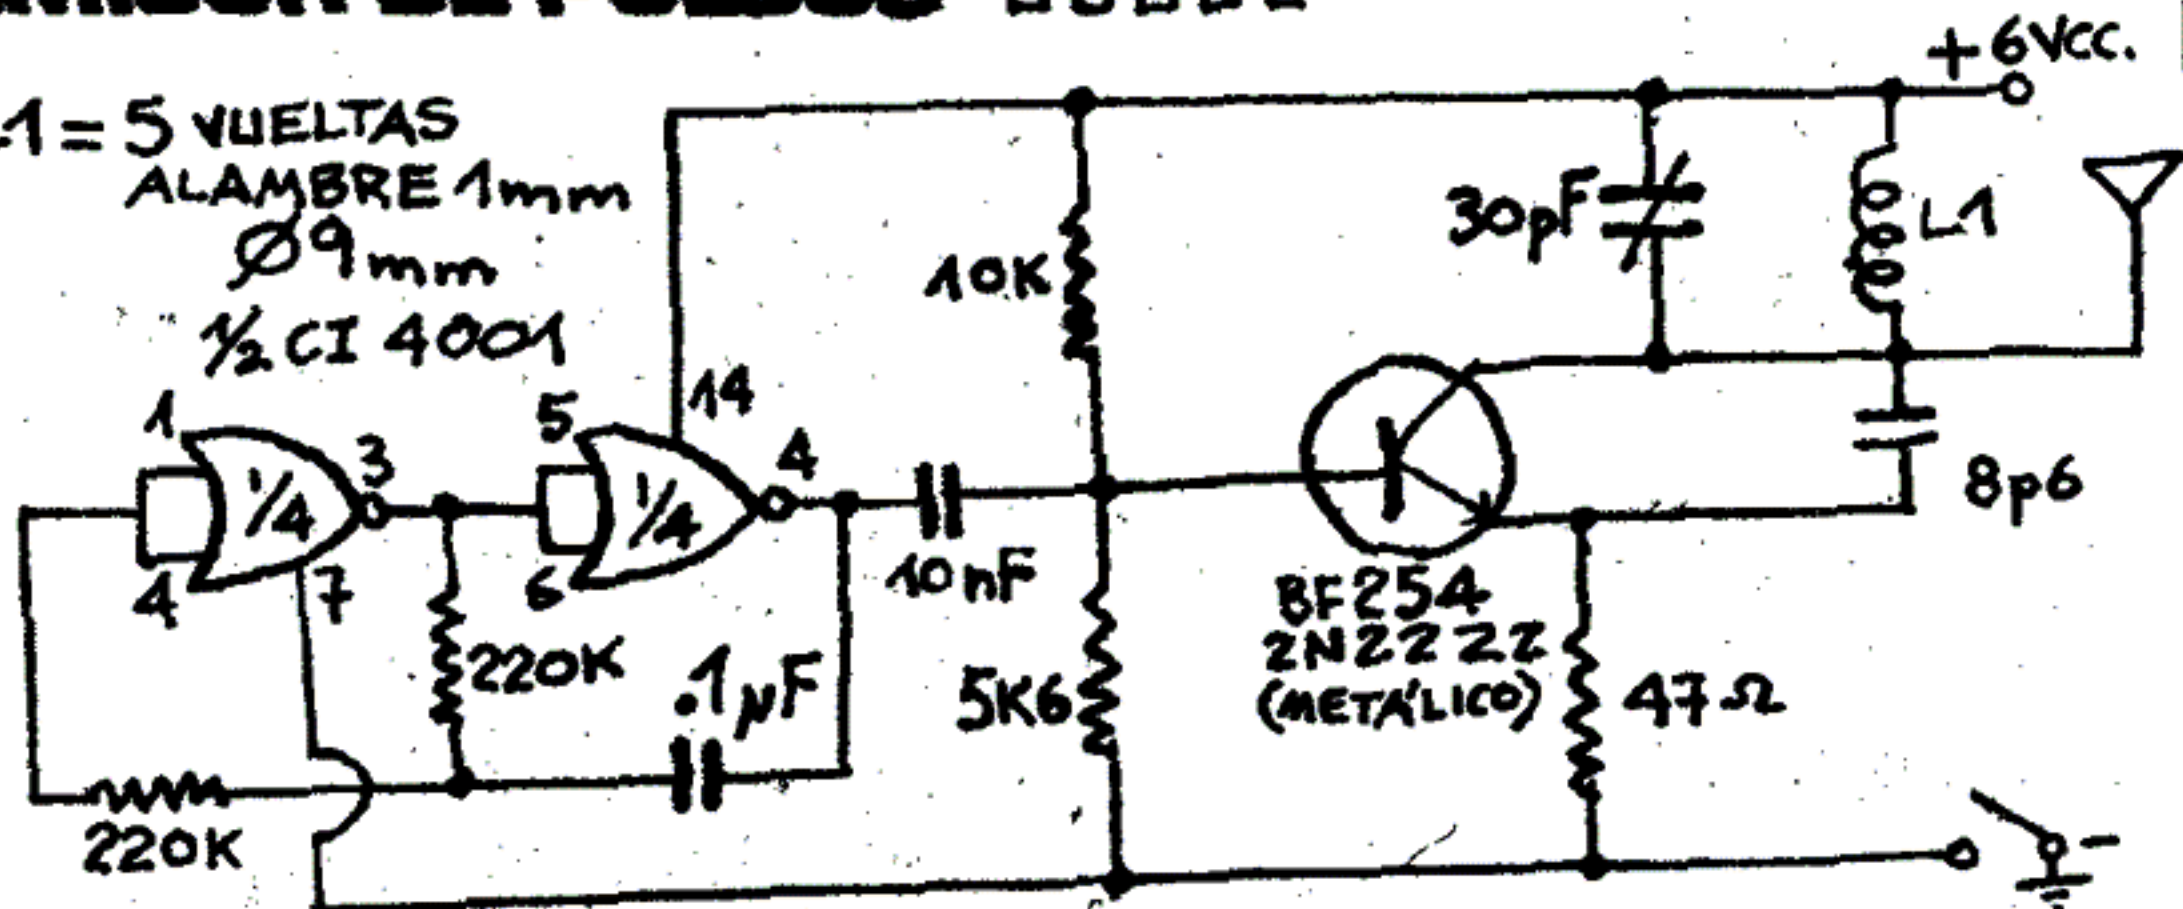 +6VCC.
1 = 5 VUELTAS
ALAMBRE 1mm
Ø9mm
½ CI 4001
30pF
L1
10K
14
1
5
3
4
1/4
1/4
4
7
6
10nF
8p6
BF254
2N2222
(METÁLICO)
220K
.1µF
5K6
47Ω
220K
-